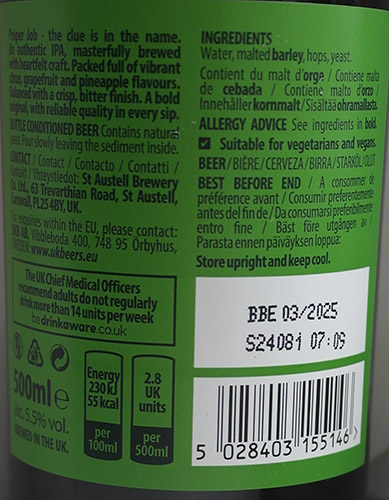 Proper Job - the clue is in the name.
An authentic IPA, masterfully brewed
with heartfelt craft. Packed full of vibrant
citrus, grapefruit and pineapple flavours.
Balanced with a crisp, bitter finish. A bold
original, with reliable quality in every sip.
BOTTLE CONDITIONED BEER Contains natural
yeast. Pour slowly leaving the sediment inside.
CONTACT / Contact / Contacto / Contatti /
Kontakt / Yhteystiedot: St Austell Brewery
Co. Ltd., 63 Trevarthian Road, St Austell,
Cornwall, PL25 4BY, UK.
For enquiries within the EU, please contact:
UKB AB, Vibbleboda 400, 748 95 Örbyhus,
SWEDEN www.ukbeers.eu
The UK Chief Medical Officers
recommend adults do not regularly
drink more than 14 units per week
bedrinkaware.co.uk
500ml e
alc. 5.5% vol.
BREWED IN THE UK.
Energy
230 kJ
55 kcal
per
100ml
2.8
UK
units
per
500ml
INGREDIENTS
Water, malted barley, hops, yeast.
Contient du malt d'orge / Contiene malta
de cebada / Contiene malto d'orzo /
Innehåller kornmalt / Sisältää ohramallasta.
ALLERGY ADVICE See ingredients in bold.
Suitable for vegetarians and vegans.
BEER / BIÈRE / CERVEZA / BIRRA / STARKÖL / OLUT
BEST BEFORE END / A consommer de
préférence avant / Consumir preferentemente
antes del fin de / Da consumarsi preferibilmente
entro fine / Bäst före utgången av /
Parasta ennen päiväyksen loppua:
Store upright and keep cool.
BBE 03/2025
S24081 07:09
5 028403 155146